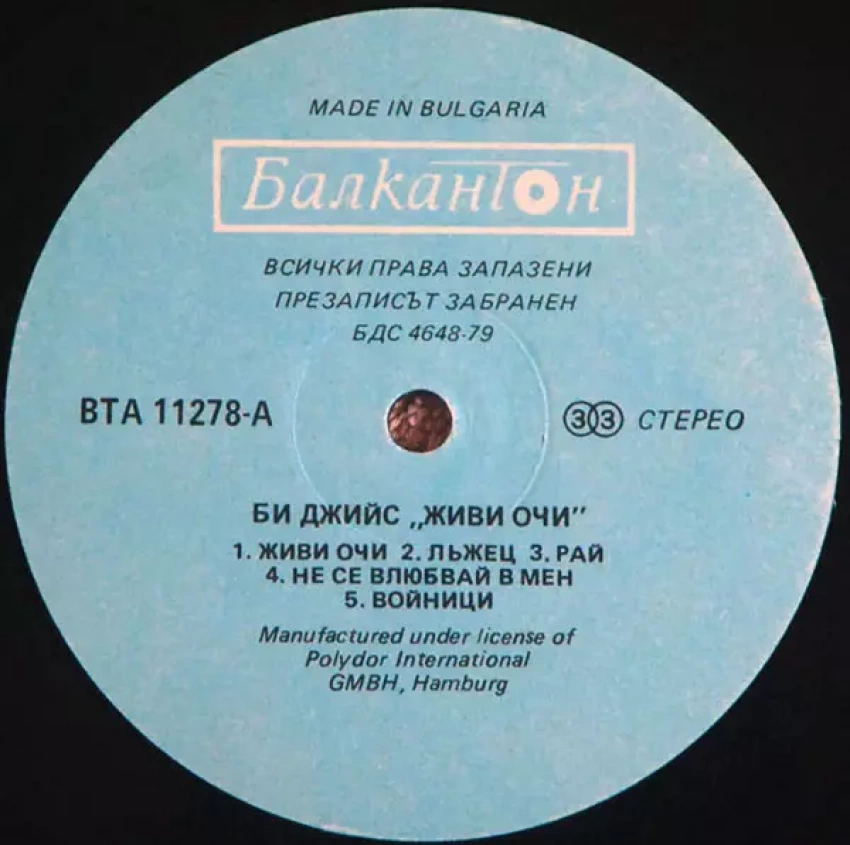 MADE IN BULGARIA
Балкантон
ВСИЧКИ ПРАВА ЗАПАЗЕНИ
ПРЕЗАПИСЪТ ЗАБРАНЕН
БДС 4648-79
ВТА 11278-А
33 СТЕРЕО
БИ ДЖИЙС „ЖИВИ ОЧИ"
1. ЖИВИ ОЧИ 2. ЛЪЖЕЦ 3. РАЙ
4. НЕ СЕ ВЛЮБВАЙ В МЕН
5. ВОЙНИЦИ
Manufactured under license of
Polydor International
GMBH, Hamburg